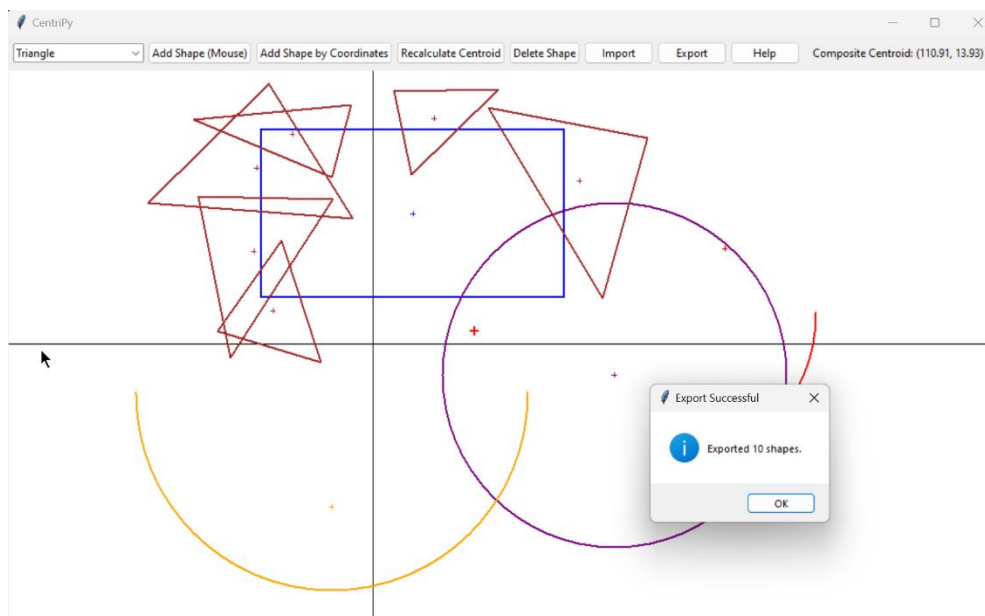 CentriPy
Triangle Add Shape (Mouse) Add Shape by Coordinates Recalculate Centroid Delete Shape Import Export Help Composite Centroid: (110.91, 13.93)
Export Successful
Exported 10 shapes.
OK